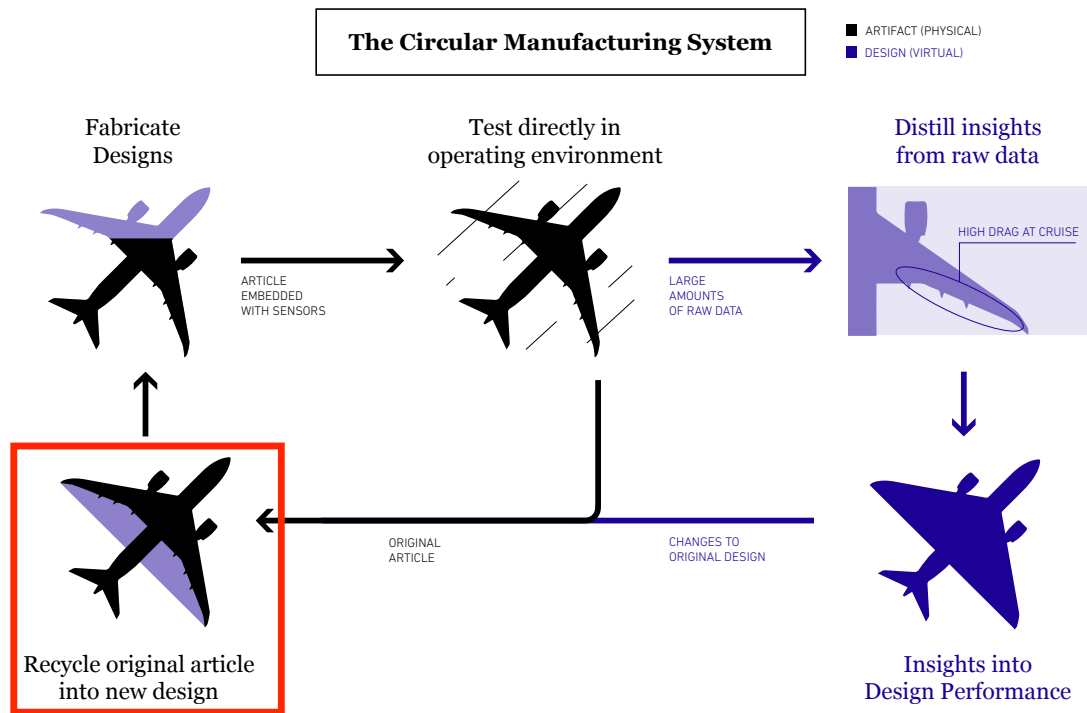 The Circular Manufacturing System
ARTIFACT (PHYSICAL)
DESIGN (VIRTUAL)
Fabricate
Designs
Test directly in
operating environment
Distill insights
from raw data
HIGH DRAG AT CRUISE
ARTICLE
EMBEDDED
WITH SENSORS
LARGE
AMOUNTS
OF RAW DATA
ORIGINAL
ARTICLE
CHANGES TO
ORIGINAL DESIGN
Recycle original article
into new design
Insights into
Design Performance